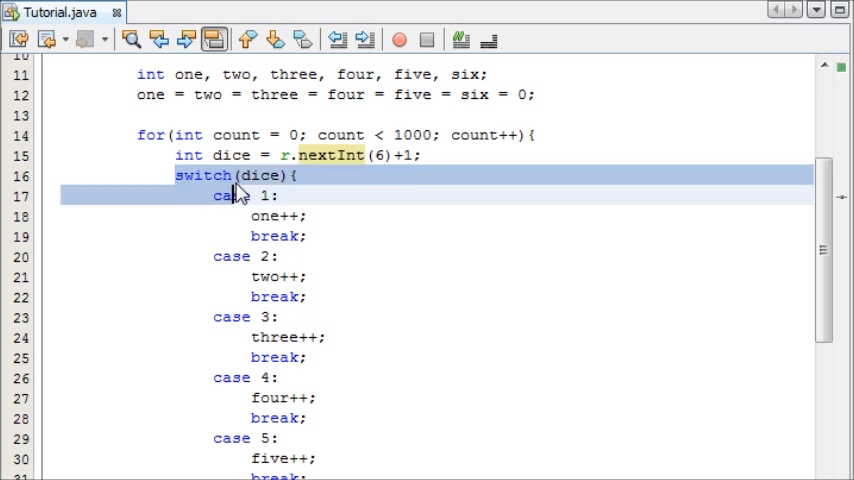 Tutorial.java
10
11 int one, two, three, four, five, six;
12 one = two = three = four = five = six = 0;
13
14 for(int count = 0; count < 1000; count++){
15 int dice = r.nextInt(6)+1;
16 switch(dice){
17 case 1:
18 one++;
19 break;
20 case 2:
21 two++;
22 break;
23 case 3:
24 three++;
25 break;
26 case 4:
27 four++;
28 break;
29 case 5:
30 five++;
31 break;